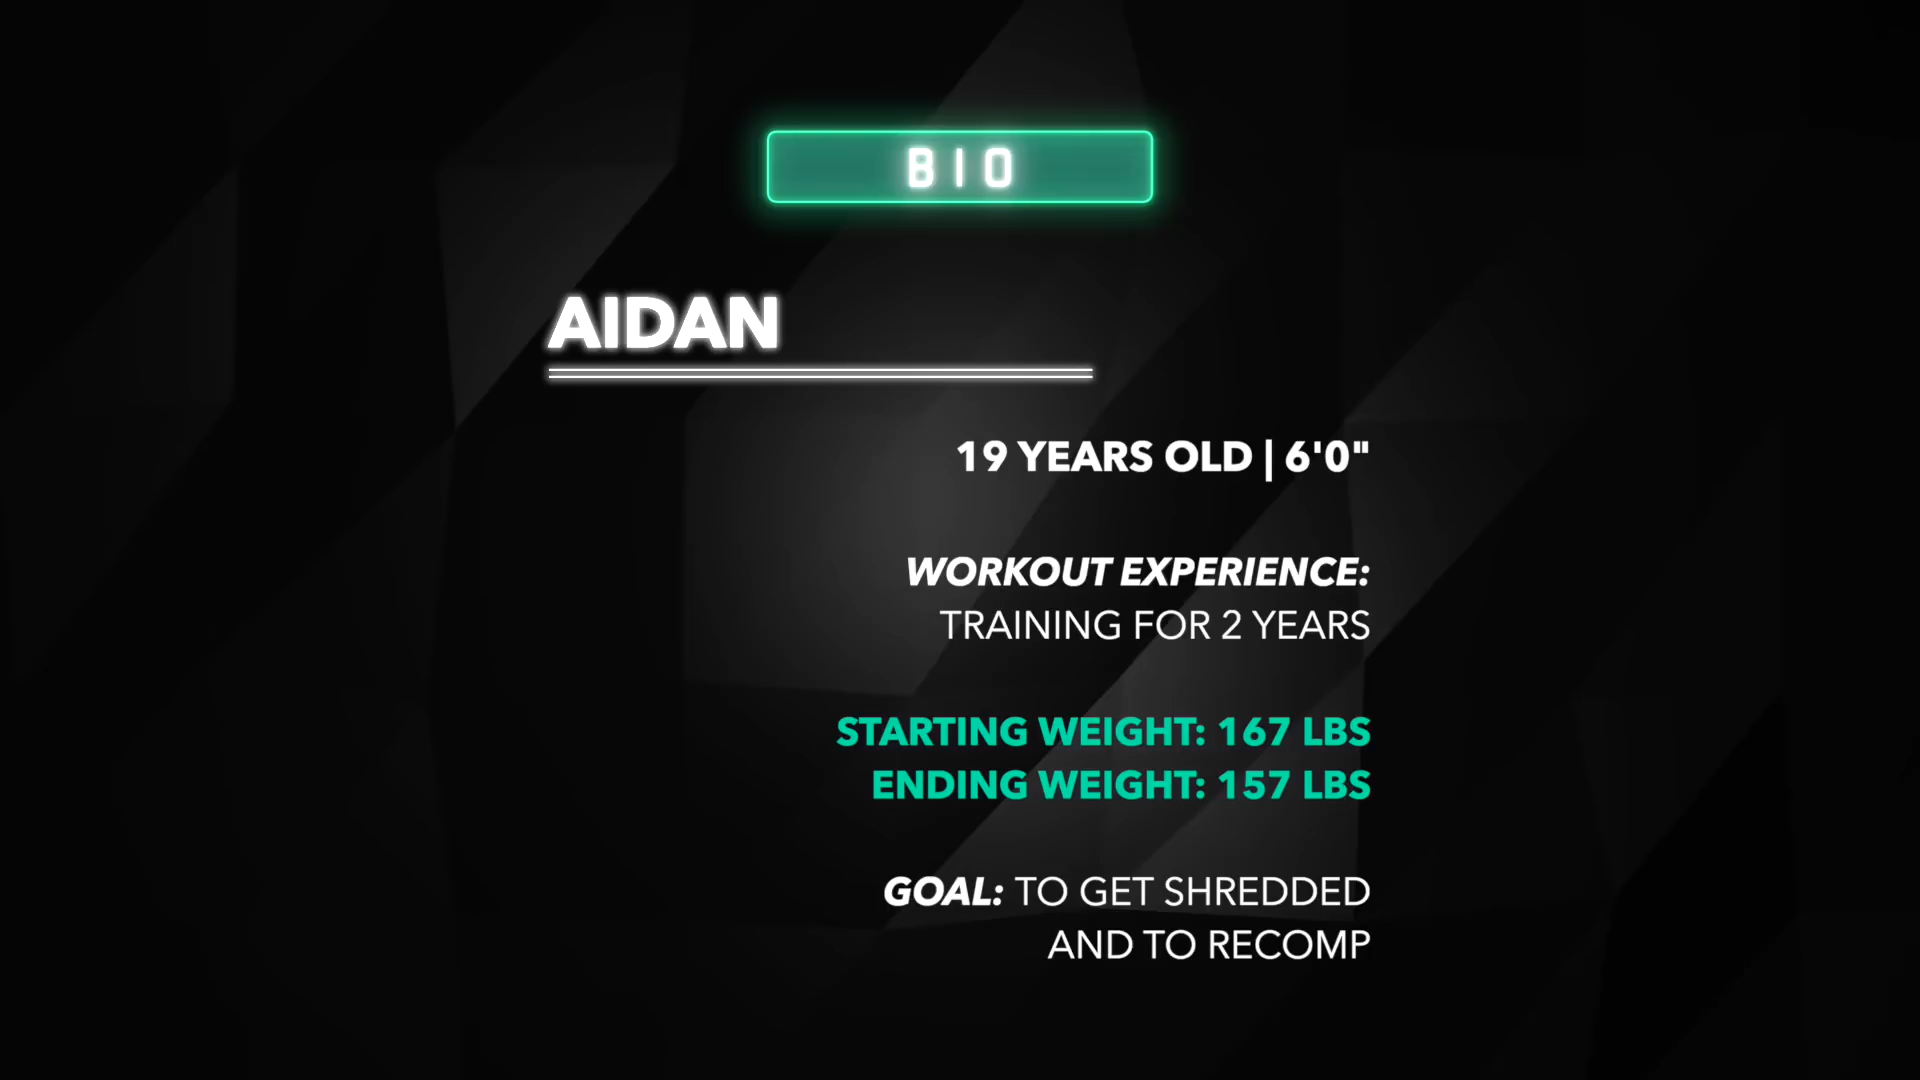 BIO
AIDAN
19 YEARS OLD | 6'0"
WORKOUT EXPERIENCE:
TRAINING FOR 2 YEARS
STARTING WEIGHT: 167 LBS
ENDING WEIGHT: 157 LBS
GOAL: TO GET SHREDDED
AND TO RECOMP